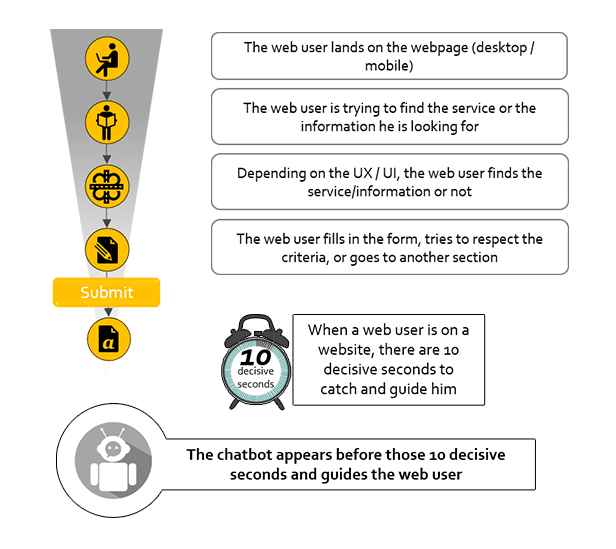 The web user lands on the webpage (desktop /
mobile)
The web user is trying to find the service or the
information he is looking for
Depending on the UX / UI, the web user finds the
service/information or not
The web user fills in the form, tries to respect the
criteria, or goes to another section
Submit
a
10
decisive
seconds
When a web user is on a
website, there are 10
decisive seconds to
catch and guide him
The chatbot appears before those 10 decisive
seconds and guides the web user